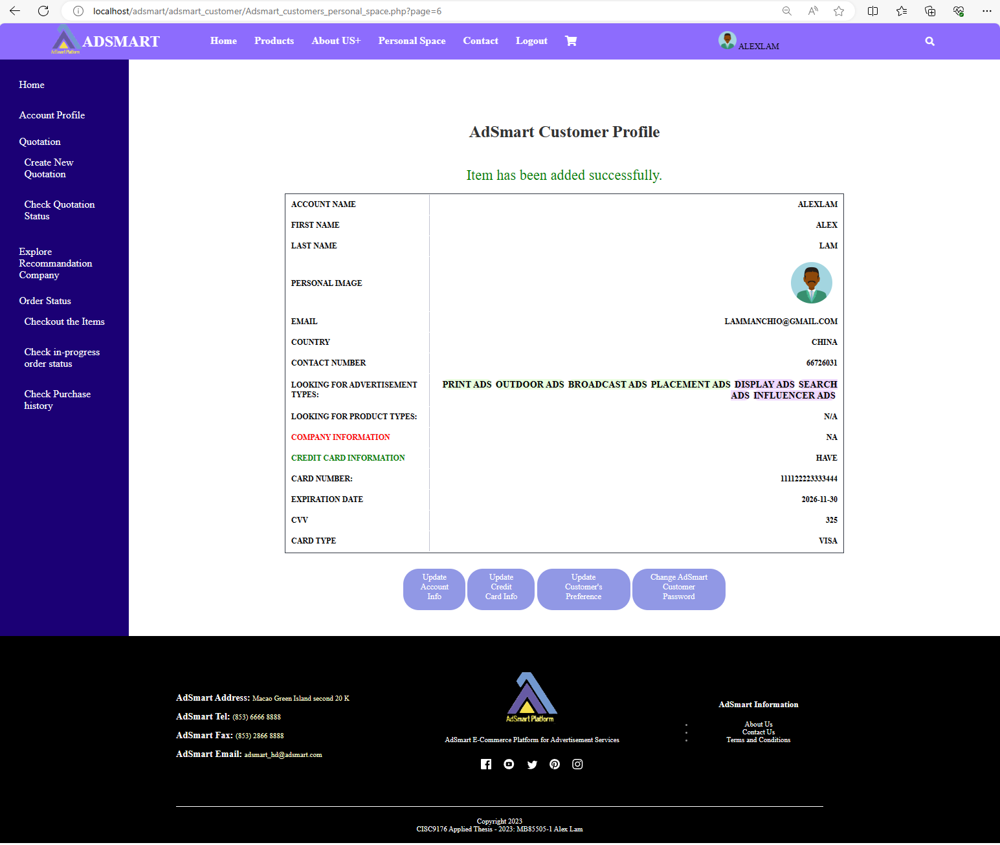 localhost/adsmart/adsmart_customer/Adsmart_customers_personal_space.php?page=6
AdSmart Platform
ADSMART
Home
Products
About US+
Personal Space
Contact
Logout
ALEXLAM
Home
Account Profile
Quotation
Create New
Quotation
Check Quotation
Status
Explore
Recommandation
Company
Order Status
Checkout the Items
Check in-progress
order status
Check Purchase
history
AdSmart Customer Profile
Item has been added successfully.
ACCOUNT NAME ALEXLAM
FIRST NAME ALEX
LAST NAME LAM
PERSONAL IMAGE
EMAIL LAMMANCHIO@GMAIL.COM
COUNTRY CHINA
CONTACT NUMBER 66726031
LOOKING FOR ADVERTISEMENT
TYPES:
PRINT ADS OUTDOOR ADS BROADCAST ADS PLACEMENT ADS DISPLAY ADS SEARCH
ADS INFLUENCER ADS
LOOKING FOR PRODUCT TYPES: N/A
COMPANY INFORMATION NA
CREDIT CARD INFORMATION HAVE
CARD NUMBER: 111122223333444
EXPIRATION DATE 2026-11-30
CVV 325
CARD TYPE VISA
Update
Account
Info
Update
Credit
Card Info
Update
Customer's
Preference
Change AdSmart
Customer
Password
AdSmart Address: Macao Green Island second 20 K
AdSmart Tel: (853) 6666 8888
AdSmart Fax: (853) 2866 8888
AdSmart Email: adsmart_hd@adsmart.com
AdSmart Platform
AdSmart E-Commerce Platform for Advertisement Services
AdSmart Information
About Us
Contact Us
Terms and Conditions
Copyright 2023
CISC9176 Applied Thesis - 2023: MB85505-1 Alex Lam